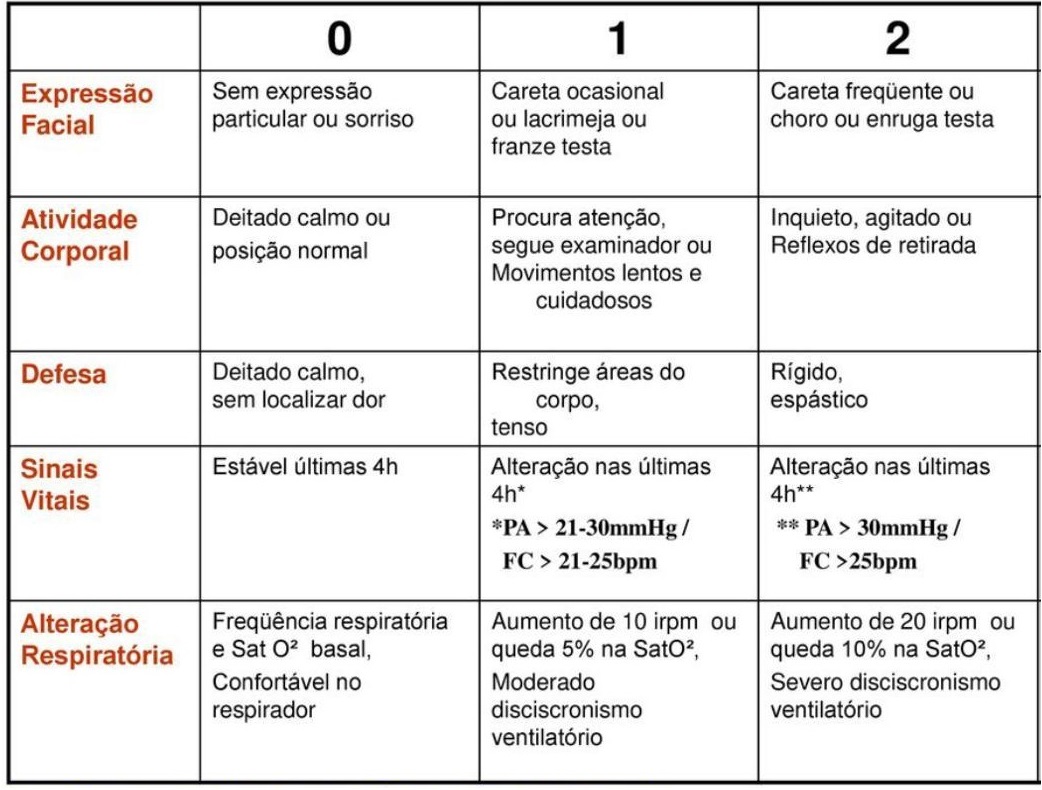 0
1
2
Expressão
Facial
Sem expressão
particular ou sorriso
Careta ocasional
ou lacrimeja ou
franze testa
Careta freqüente ou
choro ou enruga testa
Atividade
Corporal
Deitado calmo ou
posição normal
Procura atenção,
segue examinador ou
Movimentos lentos e
cuidadosos
Inquieto, agitado ou
Reflexos de retirada
Defesa
Deitado calmo,
sem localizar dor
Restringe áreas do
corpo,
tenso
Rígido,
espástico
Sinais
Vitais
Estável últimas 4h
Alteração nas últimas
4h*
*PA > 21-30mmHg /
FC > 21-25bpm
Alteração nas últimas
4h**
** PA > 30mmHg /
FC >25bpm
Alteração
Respiratória
Freqüência respiratória
e Sat O² basal,
Confortável no
respirador
Aumento de 10 irpm ou
queda 5% na SatO²,
Moderado
disciscronismo
ventilatório
Aumento de 20 irpm ou
queda 10% na SatO²,
Severo disciscronismo
ventilatório